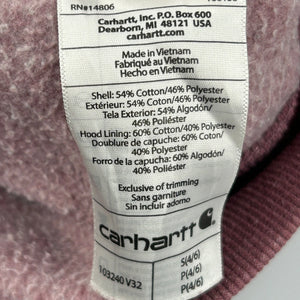 RN#14806
Carhartt, Inc. P.O. Box 600
Dearborn, MI 48121 USA
carhartt.com
Made in Vietnam
Fabriqué au Vietnam
Hecho en Vietnam
Shell: 54% Cotton/46% Polyester
Extérieur: 54% Coton/46% Polyester
Tela Exterior: 54% Algodón/
46% Poliéster
Hood Lining: 60% Cotton/40% Polyester
Doublure de capuche: 60% Coton/
40% Polyester
Forro de la capucha: 60% Algodón/
40% Poliéster
Exclusive of trimming
Sans garniture
Sin incluir adorno
carhartt
103240 V32
S(4/6)
P(4/6)
P(4/6)